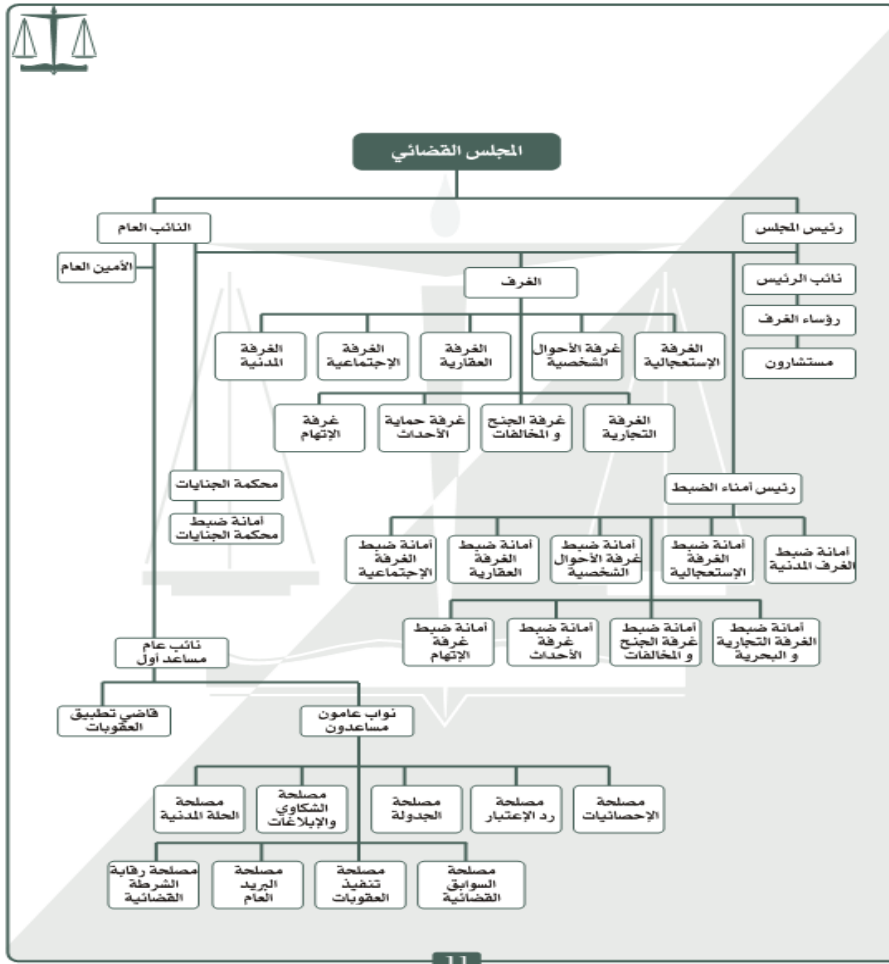 المجلس القضائي
رئيس المجلس
النائب العام
نائب الرئيس
الغرف
الأمين العام
رؤساء الغرف
الغرفة
الإستعجالية
غرفة الأحوال
الشخصية
الغرفة
العقارية
الغرفة
الإجتماعية
الغرفة
المدنية
مستشارون
الغرفة
التجارية
غرفة الجنح
و المخالفات
غرفة حماية
الأحداث
غرفة
الإتهام
رئيس أمناء الضبط
محكمة الجنايات
أمانة ضبط
محكمة الجنايات
أمانة ضبط
الغرف المدنية
أمانة ضبط
الغرفة
الإستعجالية
أمانة ضبط
غرفة الأحوال
الشخصية
أمانة ضبط
الغرفة
العقارية
أمانة ضبط
الغرفة
الإجتماعية
أمانة ضبط
الغرفة التجارية
و البحرية
أمانة ضبط
غرفة الجنح
و المخالفات
أمانة ضبط
غرفة
الأحداث
أمانة ضبط
غرفة
الإتهام
نائب عام
مساعد أول
نواب عامون
مساعدون
قاضي تطبيق
العقوبات
مصلحة
الإحصائيات
مصلحة
رد الإعتبار
مصلحة
الجدولة
مصلحة
الشكاوي
والإبلاغات
مصلحة
الحلة المدنية
مصلحة
السوابق
القضائية
مصلحة
تنفيذ
العقوبات
مصلحة
البريد
العام
مصلحة رقابة
الشرطة
القضائية
11